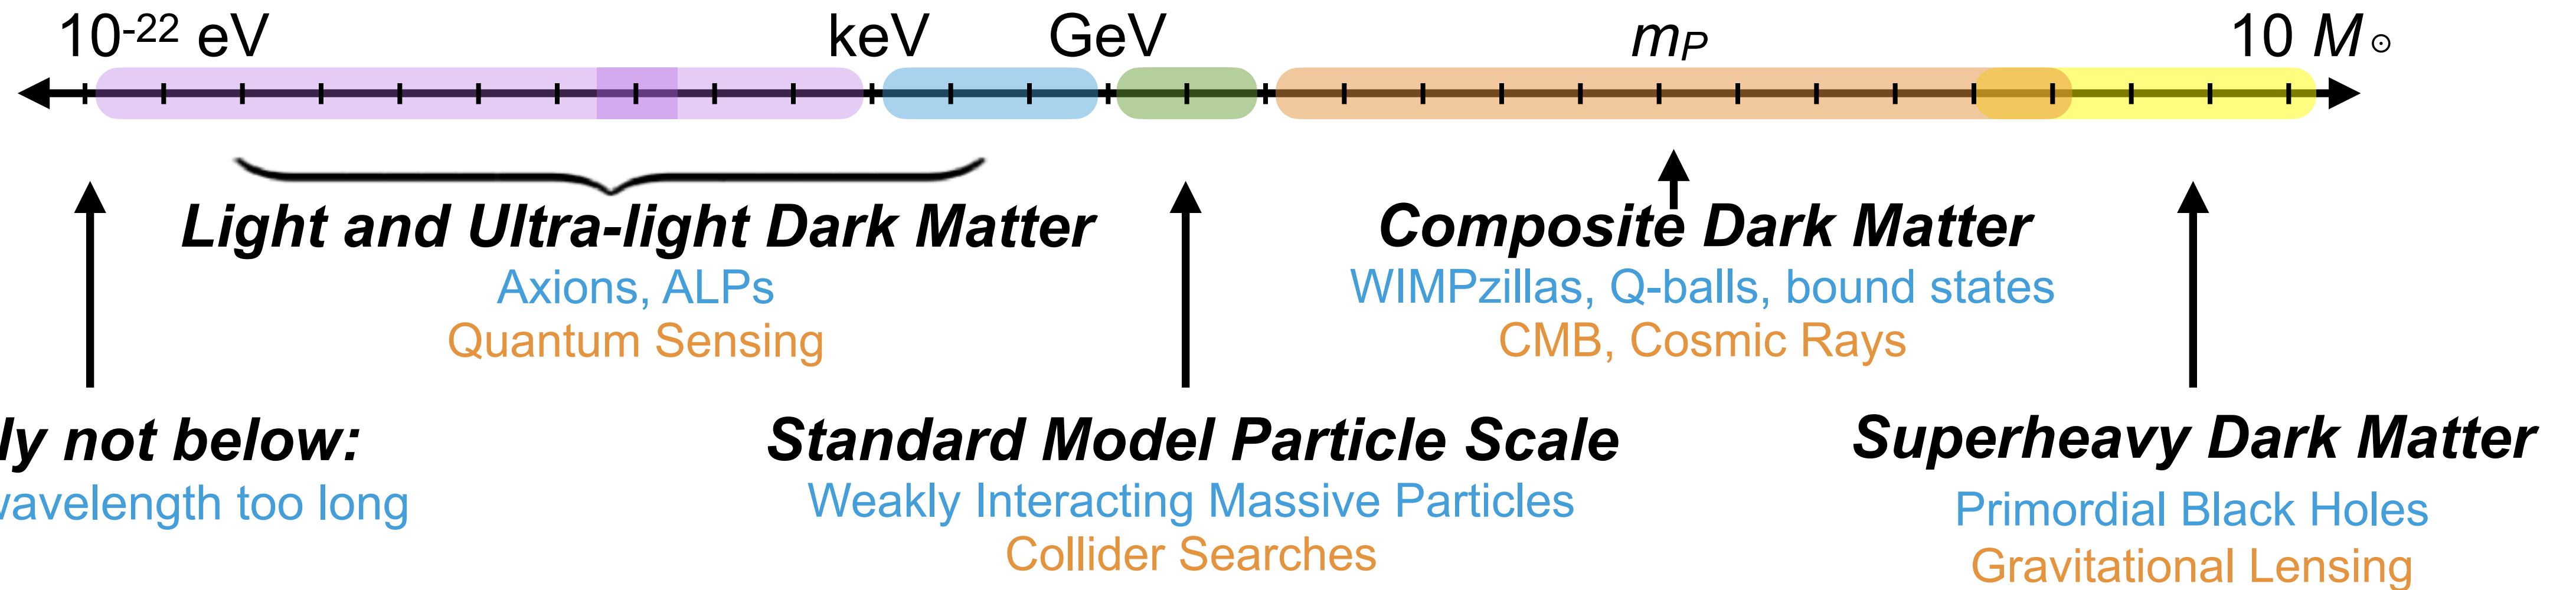 10-22 eV keV GeV mP 10 M☉
Light and Ultra-light Dark Matter
Axions, ALPs
Quantum Sensing
Composite Dark Matter
WIMPzillas, Q-balls, bound states
CMB, Cosmic Rays
ly not below:
wavelength too long
Standard Model Particle Scale
Weakly Interacting Massive Particles
Collider Searches
Superheavy Dark Matter
Primordial Black Holes
Gravitational Lensing